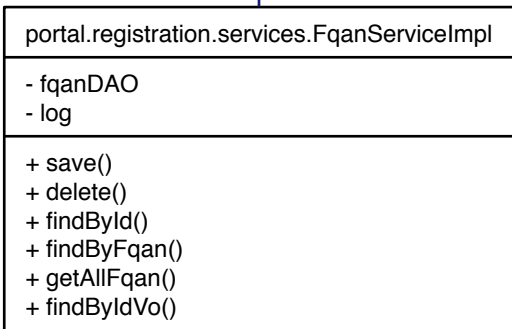 portal.registration.services.FqanServiceImpl
- fqanDAO
- log
+ save()
+ delete()
+ findById()
+ findByFqan()
+ getAllFqan()
+ findByIdVo()